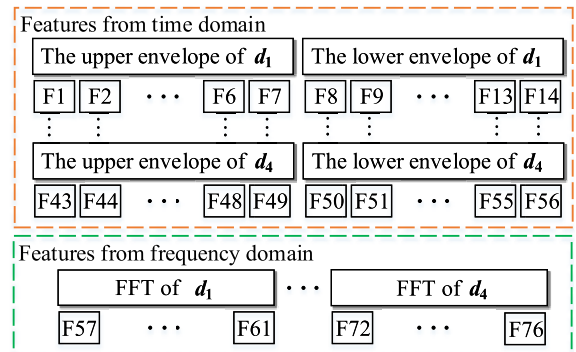 Features from time domain
The upper envelope of d1 The lower envelope of d1
F1 F2 ··· F6 F7 F8 F9 ··· F13 F14
The upper envelope of d4 The lower envelope of d4
F43 F44 ··· F48 F49 F50 F51 ··· F55 F56
Features from frequency domain
FFT of d1 ··· FFT of d4
F57 ··· F61 F72 ··· F76